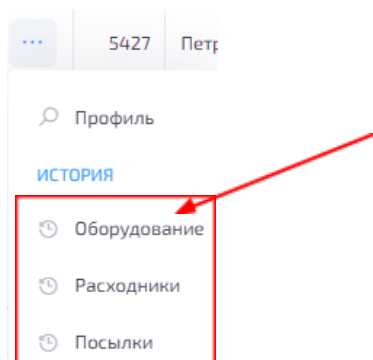 ... 5427 Петр
Профиль
ИСТОРИЯ
Оборудование
Расходники
Посылки